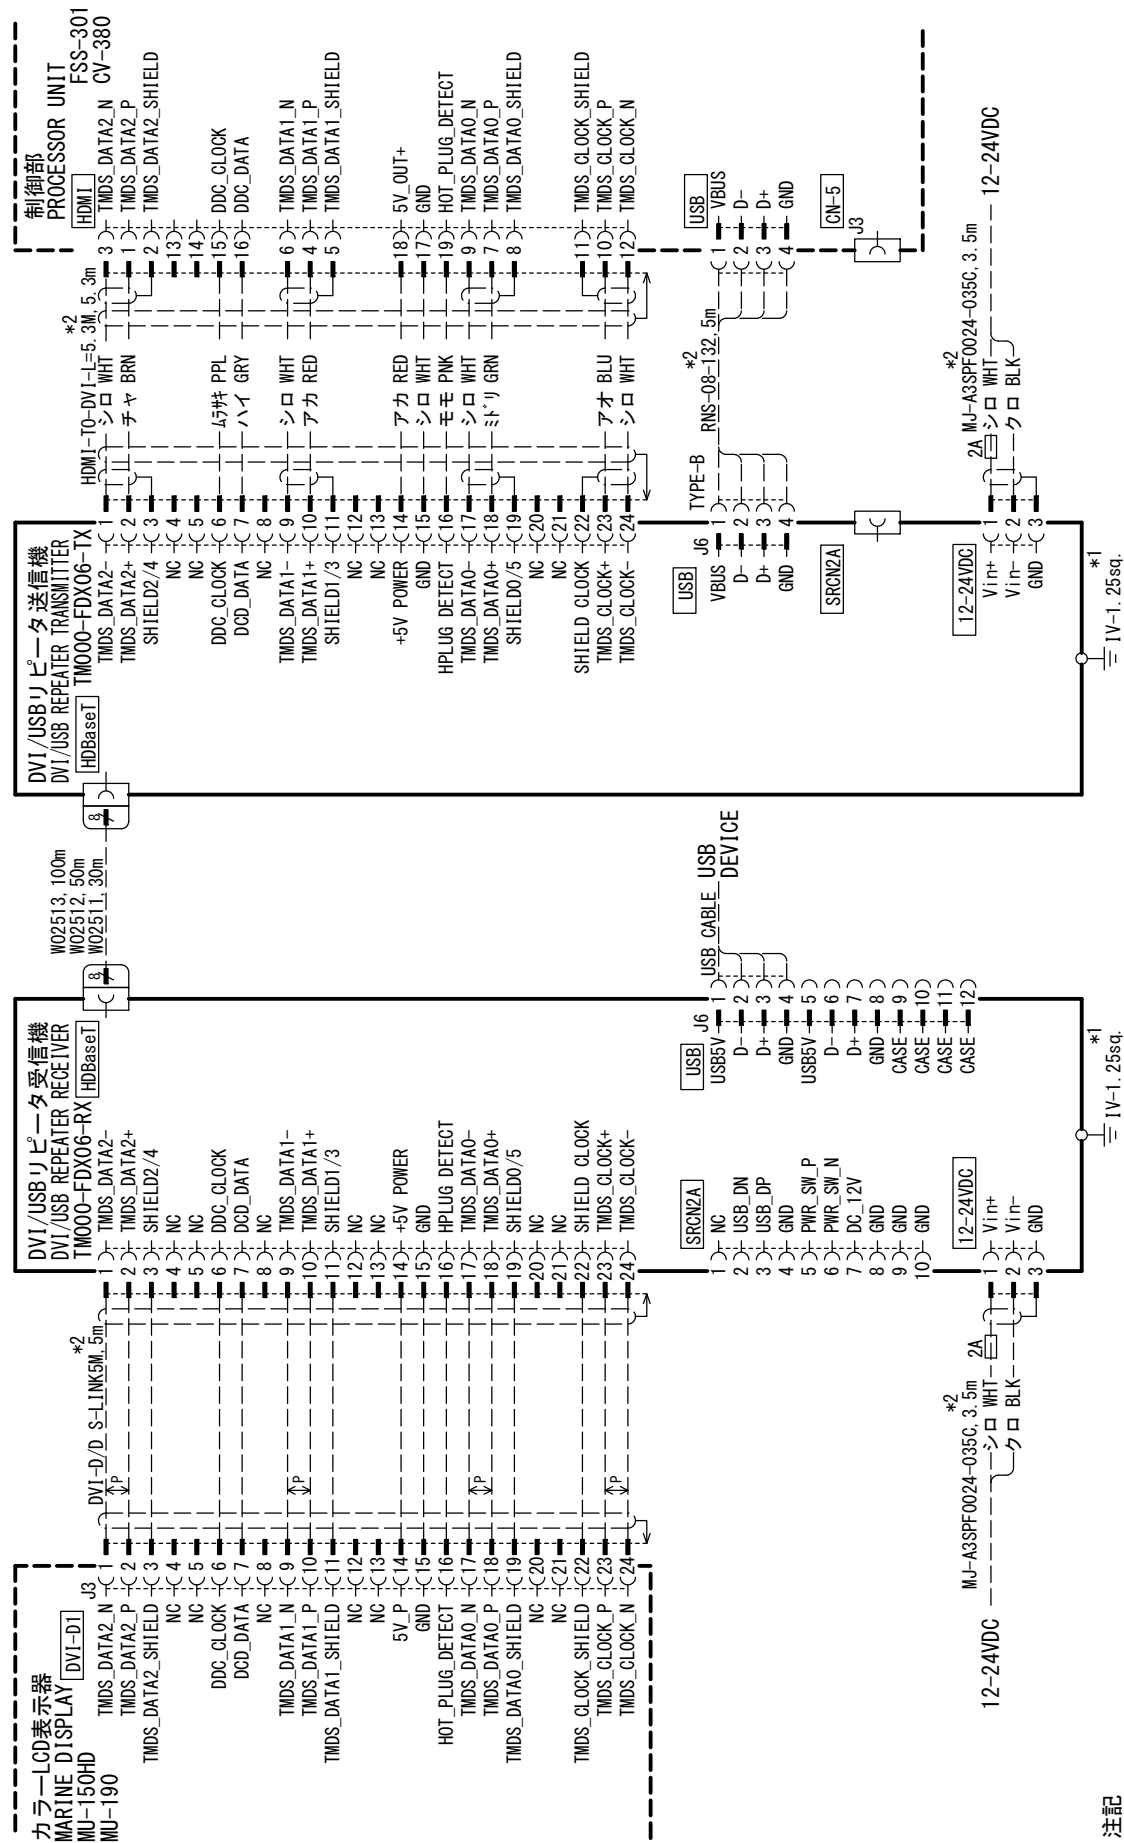 カラーLCD表示器
MARINE DISPLAY
MU-150HD
MU-190
DVI-D1
J3
TMDS_DATA2_N 1
TMDS_DATA2_P 2
TMDS_DATA2_SHIELD 3
NC 4
NC 5
DDC_CLOCK 6
DCD_DATA 7
NC 8
TMDS_DATA1_N 9
TMDS_DATA1_P 10
TMDS_DATA1_SHIELD 11
NC 12
NC 13
5V_P 14
GND 15
HOT_PLUG_DETECT 16
TMDS_DATA0_N 17
TMDS_DATA0_P 18
TMDS_DATA0_SHIELD 19
NC 20
NC 21
TMDS_CLOCK_SHIELD 22
TMDS_CLOCK_P 23
TMDS_CLOCK_N 24
*2
DVI-D/D S-LINK5M, 5m
P
P
P
P
DVI/USBリピータ受信機
DVI/USB REPEATER RECEIVER
TM000-FDX06-RX
HDBaseT
1 TMDS_DATA2-
2 TMDS_DATA2+
3 SHIELD2/4
4 NC
5 NC
6 DDC_CLOCK
7 DCD_DATA
8 NC
9 TMDS_DATA1-
10 TMDS_DATA1+
11 SHIELD1/3
12 NC
13 NC
14 +5V POWER
15 GND
16 HPLUG DETECT
17 TMDS_DATA0-
18 TMDS_DATA0+
19 SHIELD0/5
20 NC
21 NC
22 SHIELD CLOCK
23 TMDS_CLOCK+
24 TMDS_CLOCK-
SRCN2A
1 NC
2 USB_DN
3 USB_DP
4 GND
5 PWR_SW_P
6 PWR_SW_N
7 DC_12V
8 GND
9 GND
10 GND
12-24VDC
1 Vin+
2 Vin-
3 GND
USB
J6
USB5V 1
D- 2
D+ 3
GND 4
USB5V 5
D- 6
D+ 7
GND 8
CASE 9
CASE 10
CASE 11
CASE 12
USB CABLE
USB
DEVICE
12-24VDC
*2
MJ-A3SPF0024-035C, 3.5m
シロ WHT
クロ BLK
2A
*1
IV-1.25sq.
8
W02513, 100m
W02512, 50m
W02511, 30m
8
DVI/USBリピータ送信機
DVI/USB REPEATER TRANSMITTER
TM000-FDX06-TX
HDBaseT
TMDS_DATA2- 1
TMDS_DATA2+ 2
SHIELD2/4 3
NC 4
NC 5
DDC_CLOCK 6
DCD_DATA 7
NC 8
TMDS_DATA1- 9
TMDS_DATA1+ 10
SHIELD1/3 11
NC 12
NC 13
+5V POWER 14
GND 15
HPLUG DETECT 16
TMDS_DATA0- 17
TMDS_DATA0+ 18
SHIELD0/5 19
NC 20
NC 21
SHIELD CLOCK 22
TMDS_CLOCK+ 23
TMDS_CLOCK- 24
USB
J6 TYPE-B
VBUS 1
D- 2
D+ 3
GND 4
SRCN2A
12-24VDC
Vin+ 1
Vin- 2
GND 3
*1
IV-1.25sq.
*2
HDMI-TO-DVI-L=5.3M, 5.3m
シロ WHT
チャ BRN
ムラサキ PPL
ハイ GRY
シロ WHT
アカ RED
アカ RED
シロ WHT
モモ PNK
シロ WHT
ミドリ GRN
アオ BLU
シロ WHT
*2
RNS-08-132, 5m
*2
MJ-A3SPF0024-035C, 3.5m
2A
シロ WHT
クロ BLK
12-24VDC
制御部
PROCESSOR UNIT
FSS-301
CV-380
HDMI
3 TMDS_DATA2_N
1 TMDS_DATA2_P
2 TMDS_DATA2_SHIELD
13
14
15 DDC_CLOCK
16 DDC_DATA
6 TMDS_DATA1_N
4 TMDS_DATA1_P
5 TMDS_DATA1_SHIELD
18 5V_OUT+
17 GND
19 HOT_PLUG_DETECT
9 TMDS_DATA0_N
7 TMDS_DATA0_P
8 TMDS_DATA0_SHIELD
11 TMDS_CLOCK_SHIELD
10 TMDS_CLOCK_P
12 TMDS_CLOCK_N
USB
1 VBUS
2 D-
3 D+
4 GND
CN-5
J3
注記